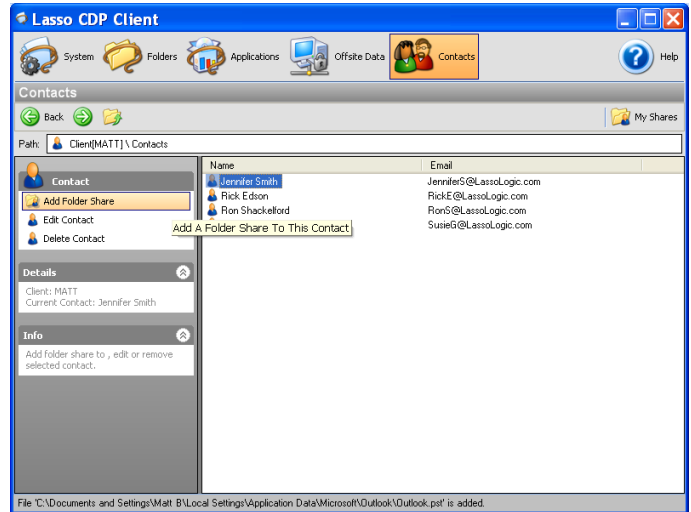 Lasso CDP Client
System Folders Applications Offsite Data Contacts Help
Contacts
Back My Shares
Path: Client[MATT] \ Contacts
Contact
Add Folder Share
Edit Contact
Delete Contact
Details
Client: MATT
Current Contact: Jennifer Smith
Info
Add folder share to , edit or remove
selected contact.
Name Email
Jennifer Smith JenniferS@LassoLogic.com
Rick Edson RickE@LassoLogic.com
Ron Shackelford RonS@LassoLogic.com
SusieG@LassoLogic.com
Add A Folder Share To This Contact
File 'C:\Documents and Settings\Matt B\Local Settings\Application Data\Microsoft\Outlook\Outlook.pst' is added.